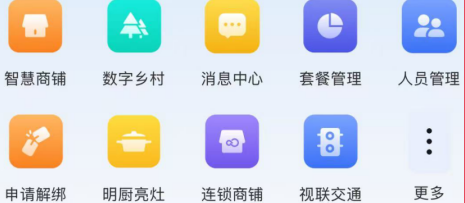 智慧商铺 数字乡村 消息中心 套餐管理 人员管理
申请解绑 明厨亮灶 连锁商铺 视联交通 更多